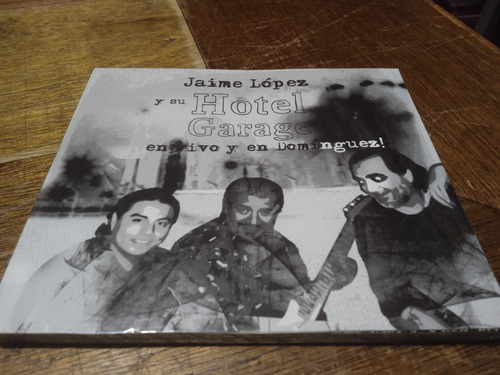 Jaime López
y su Hotel
Garage
en vivo y en Domínguez!